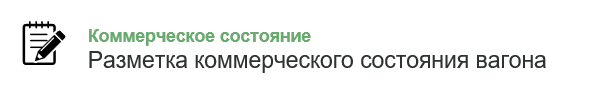 Коммерческое состояние
Разметка коммерческого состояния вагона